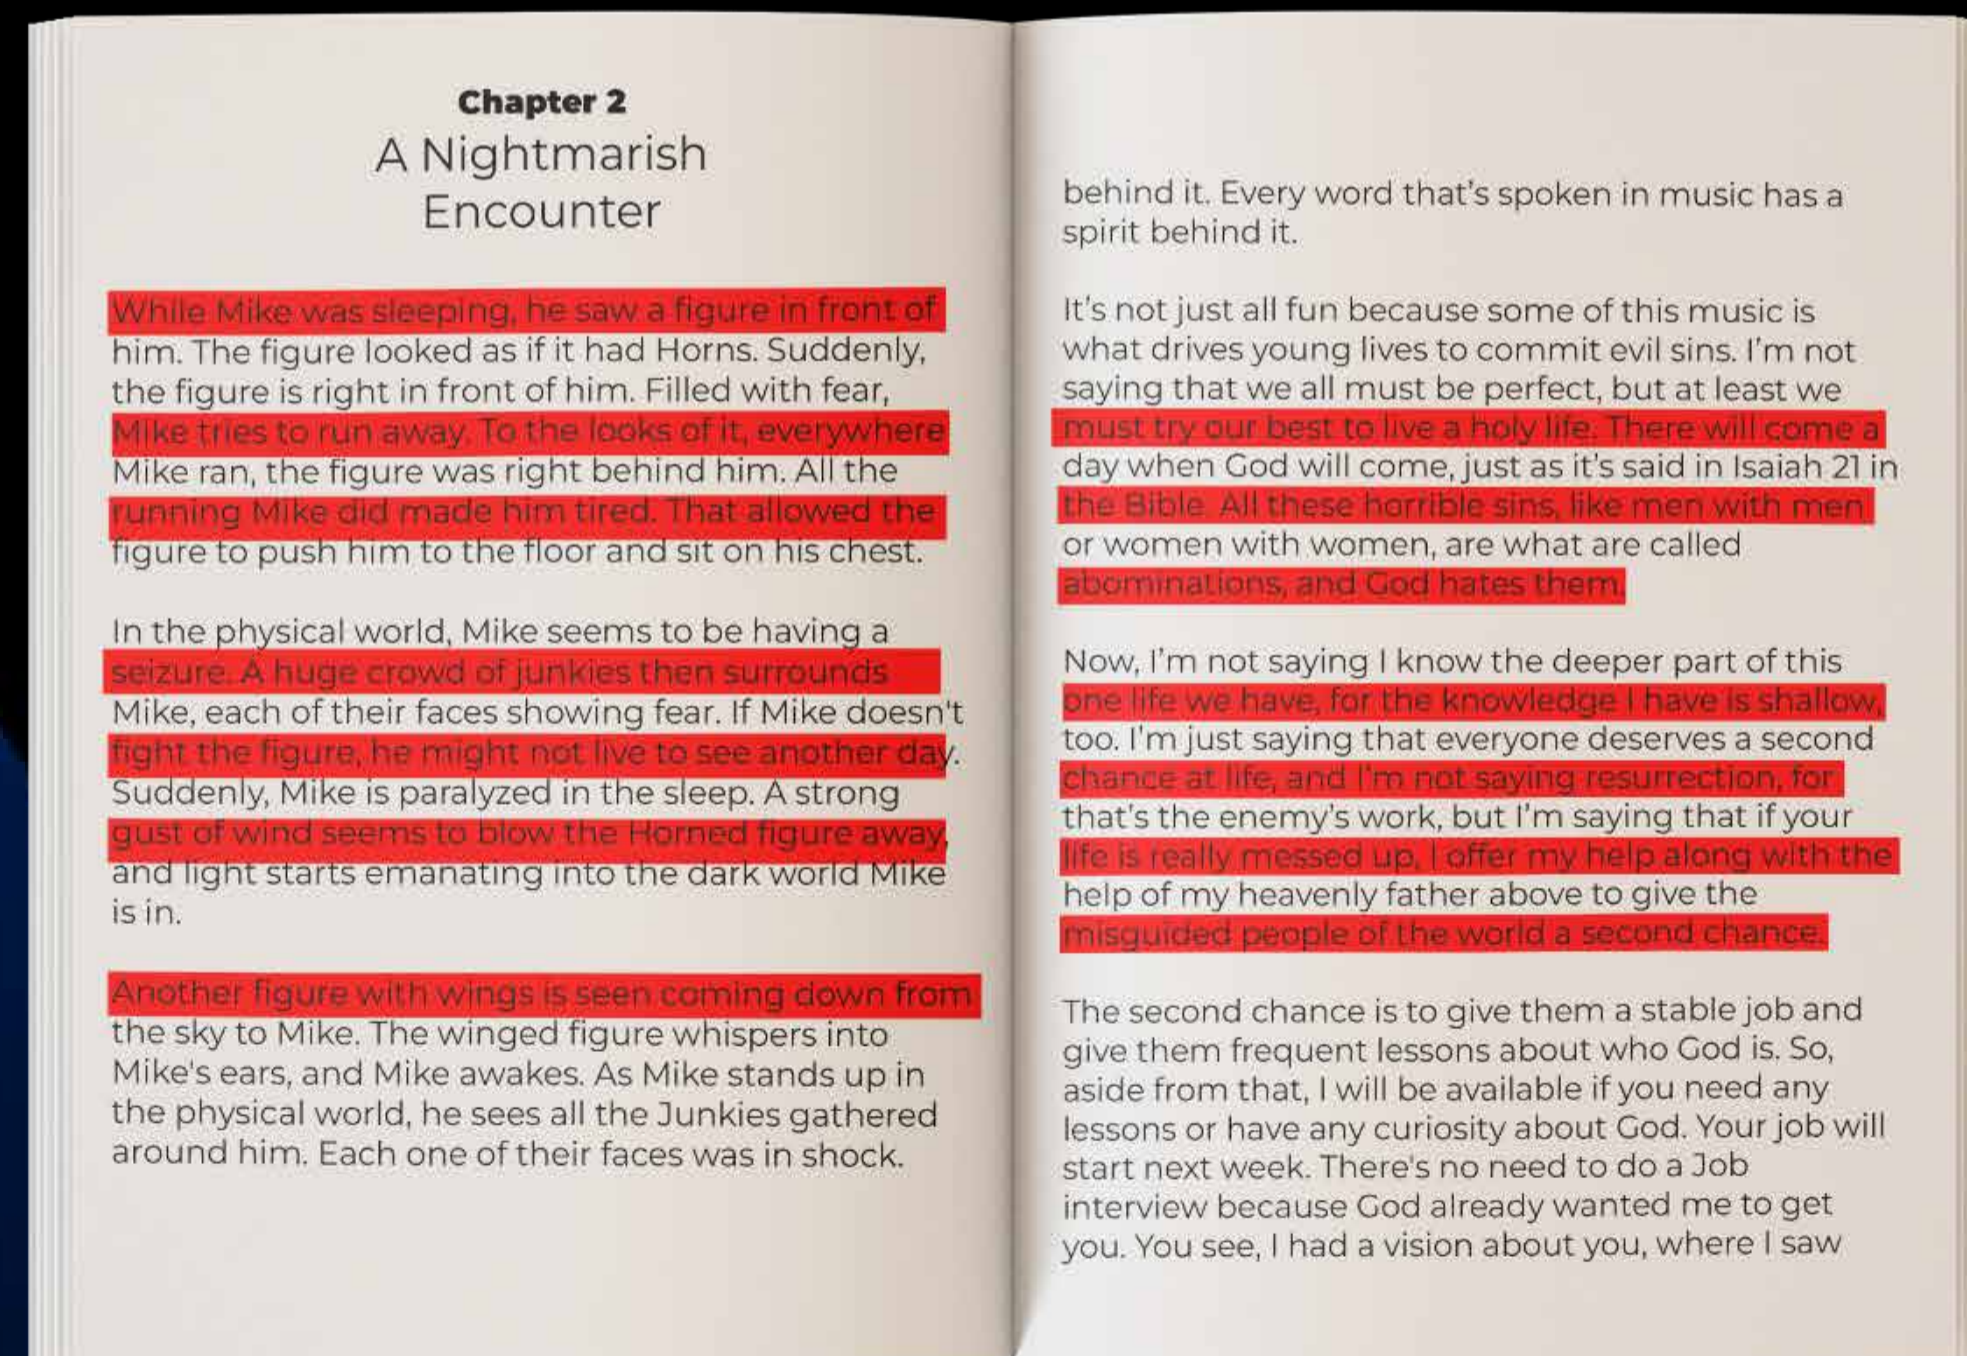 Chapter 2
A Nightmarish
Encounter
While Mike was sleeping, he saw a figure in front of
him. The figure looked as if it had Horns. Suddenly,
the figure is right in front of him. Filled with fear,
Mike tries to run away. To the looks of it, everywhere
Mike ran, the figure was right behind him. All the
running Mike did made him tired. That allowed the
figure to push him to the floor and sit on his chest.
In the physical world, Mike seems to be having a
seizure. A huge crowd of junkies then surrounds
Mike, each of their faces showing fear. If Mike doesn't
fight the figure, he might not live to see another day.
Suddenly, Mike is paralyzed in the sleep. A strong
gust of wind seems to blow the Horned figure away,
and light starts emanating into the dark world Mike
is in.
Another figure with wings is seen coming down from
the sky to Mike. The winged figure whispers into
Mike's ears, and Mike awakes. As Mike stands up in
the physical world, he sees all the Junkies gathered
around him. Each one of their faces was in shock.
behind it. Every word that's spoken in music has a
spirit behind it.
It's not just all fun because some of this music is
what drives young lives to commit evil sins. I'm not
saying that we all must be perfect, but at least we
must try our best to live a holy life. There will come a
day when God will come, just as it's said in Isaiah 21 in
the Bible. All these horrible sins, like men with men
or women with women, are what are called
abominations, and God hates them.
Now, I'm not saying I know the deeper part of this
one life we have, for the knowledge I have is shallow,
too. I'm just saying that everyone deserves a second
chance at life, and I'm not saying resurrection, for
that's the enemy's work, but I'm saying that if your
life is really messed up, I offer my help along with the
help of my heavenly father above to give the
misguided people of the world a second chance.
The second chance is to give them a stable job and
give them frequent lessons about who God is. So,
aside from that, I will be available if you need any
lessons or have any curiosity about God. Your job will
start next week. There's no need to do a Job
interview because God already wanted me to get
you. You see, I had a vision about you, where I saw